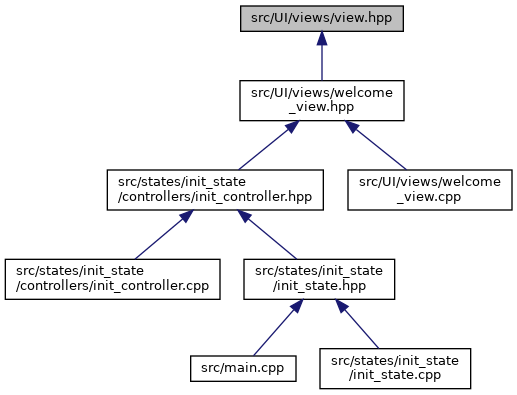 src/UI/views/view.hpp
src/UI/views/welcome
_view.hpp
src/states/init_state
/controllers/init_controller.hpp
src/UI/views/welcome
_view.cpp
src/states/init_state
/controllers/init_controller.cpp
src/states/init_state
/init_state.hpp
src/main.cpp
src/states/init_state
/init_state.cpp